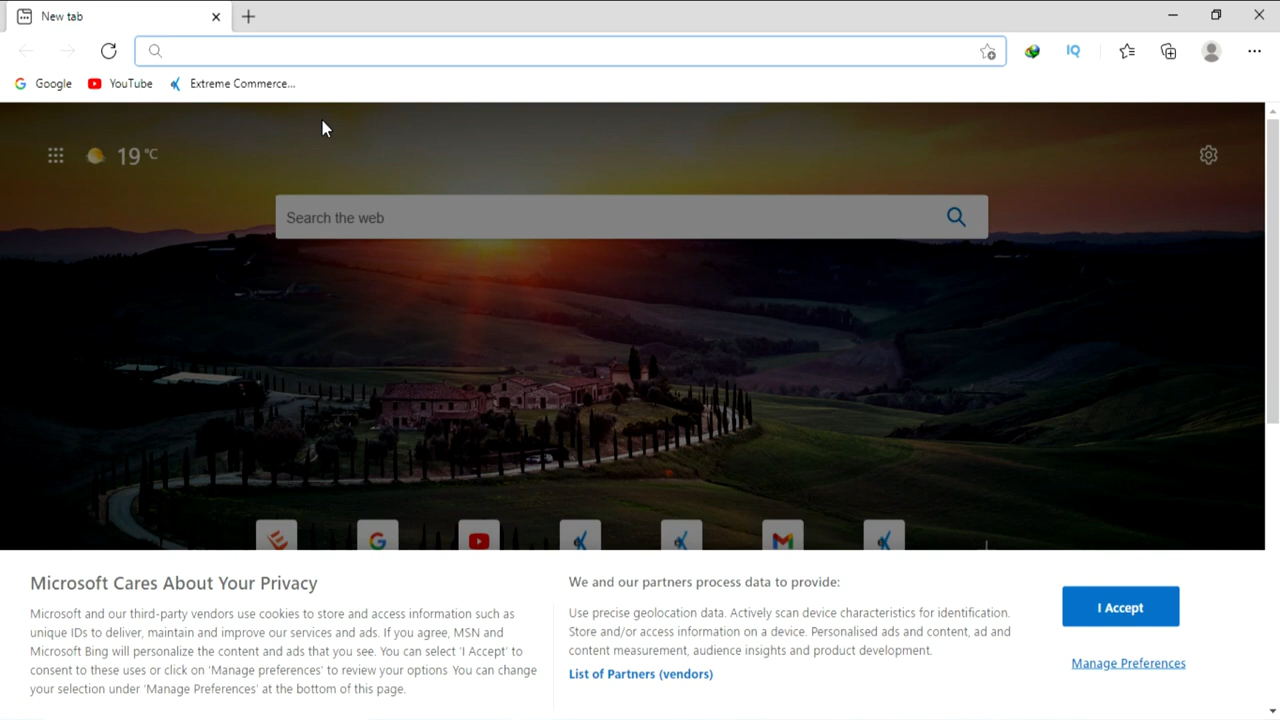 New tab
IQ
Google YouTube Extreme Commerce...
19 °C
Search the web
Microsoft Cares About Your Privacy
Microsoft and our third-party vendors use cookies to store and access information such as
unique IDs to deliver, maintain and improve our services and ads. If you agree, MSN and
Microsoft Bing will personalise the content and ads that you see. You can select 'I Accept' to
consent to these uses or click on 'Manage preferences' to review your options You can change
your selection under 'Manage Preferences' at the bottom of this page.
We and our partners process data to provide:
Use precise geolocation data. Actively scan device characteristics for identification.
Store and/or access information on a device. Personalised ads and content, ad and
content measurement, audience insights and product development.
List of Partners (vendors)
I Accept
Manage Preferences